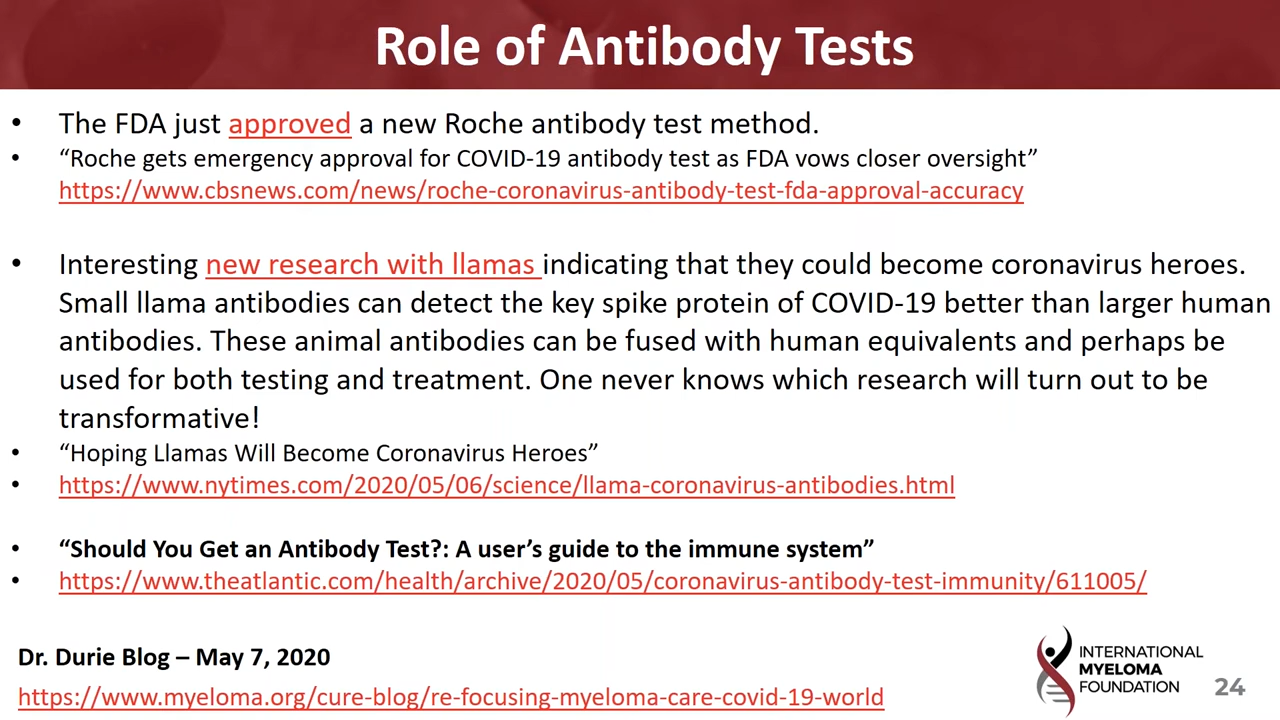 Role of Antibody Tests
• The FDA just approved a new Roche antibody test method.
• “Roche gets emergency approval for COVID-19 antibody test as FDA vows closer oversight”
https://www.cbsnews.com/news/roche-coronavirus-antibody-test-fda-approval-accuracy
• Interesting new research with llamas indicating that they could become coronavirus heroes.
Small llama antibodies can detect the key spike protein of COVID-19 better than larger human
antibodies. These animal antibodies can be fused with human equivalents and perhaps be
used for both testing and treatment. One never knows which research will turn out to be
transformative!
• “Hoping Llamas Will Become Coronavirus Heroes”
• https://www.nytimes.com/2020/05/06/science/llama-coronavirus-antibodies.html
• “Should You Get an Antibody Test?: A user’s guide to the immune system”
• https://www.theatlantic.com/health/archive/2020/05/coronavirus-antibody-test-immunity/611005/
Dr. Durie Blog – May 7, 2020
https://www.myeloma.org/cure-blog/re-focusing-myeloma-care-covid-19-world
INTERNATIONAL
MYELOMA
FOUNDATION
24